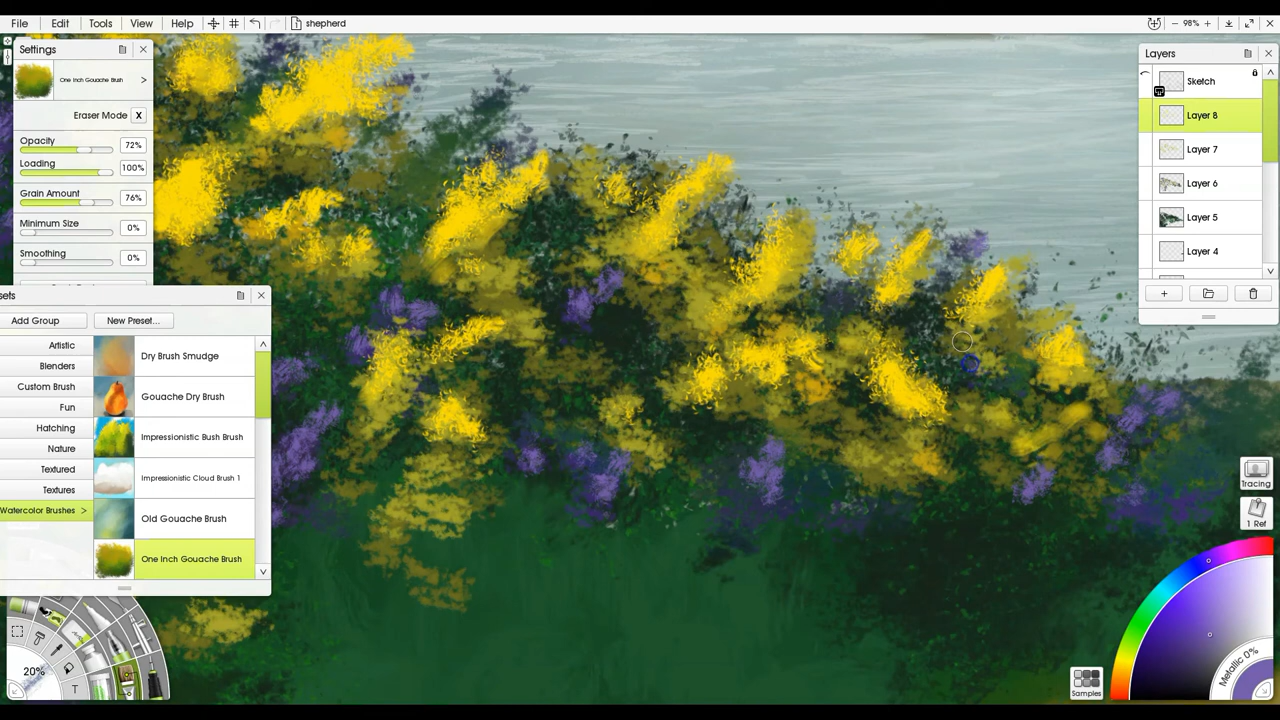 File Edit Tools View Help shepherd 98%
Settings
One Inch Gouache Brush >
Eraser Mode X
Opacity
72%
Loading
100%
Grain Amount
76%
Minimum Size
0%
Smoothing
0%
sets
Add Group New Preset...
Artistic
Blenders
Custom Brush
Fun
Hatching
Nature
Textured
Textures
Watercolor Brushes >
Dry Brush Smudge
Gouache Dry Brush
Impressionistic Bush Brush
Impressionistic Cloud Brush 1
Old Gouache Brush
One Inch Gouache Brush
20%
T
Layers
Sketch
Layer 8
Layer 7
Layer 6
Layer 5
Layer 4
Tracing
1 Ref
Metallic 0%
Samples